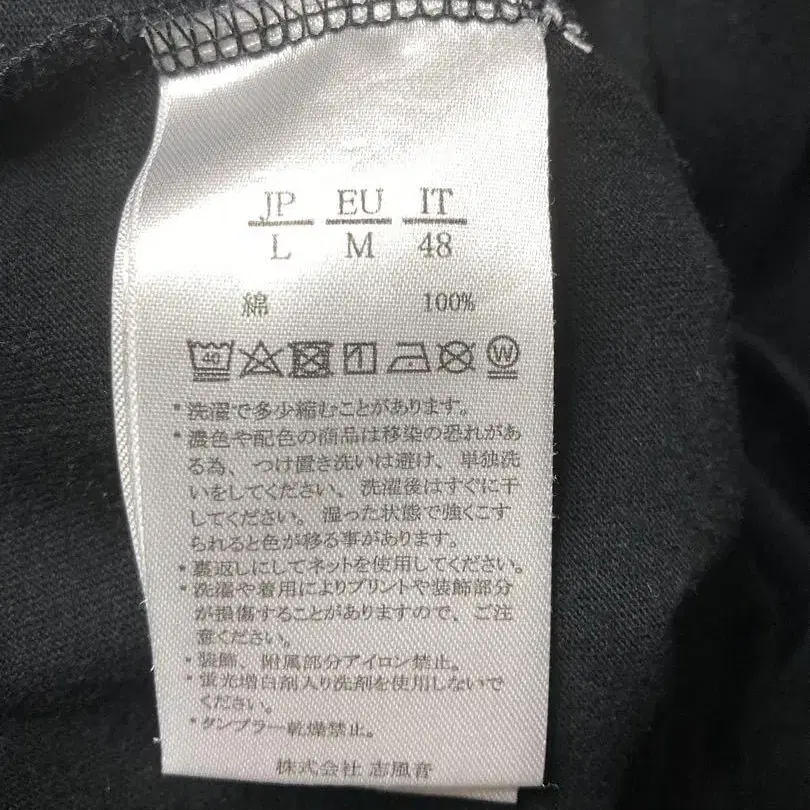 JP EU IT
L M 48
綿 100%
40 W
*洗濯で多少縮むことがあります。
*濃色や配色の商品は移染の恐れがあ
る為、つけ置き洗いは避け、単独洗
いをしてください、洗濯後はすぐに干
してください。湿った状態で強くこす
られると色が移る事があります。
*裏返しにしてネットを使用してください。
*洗濯や着用によりプリントや装飾部分
が損傷することがありますので、ご注
意ください。
*装飾、附属部分アイロン禁止。
*蛍光増白剤入り洗剤を使用しないで
ください。
*タンブラー乾燥禁止。
株式会社 志風音